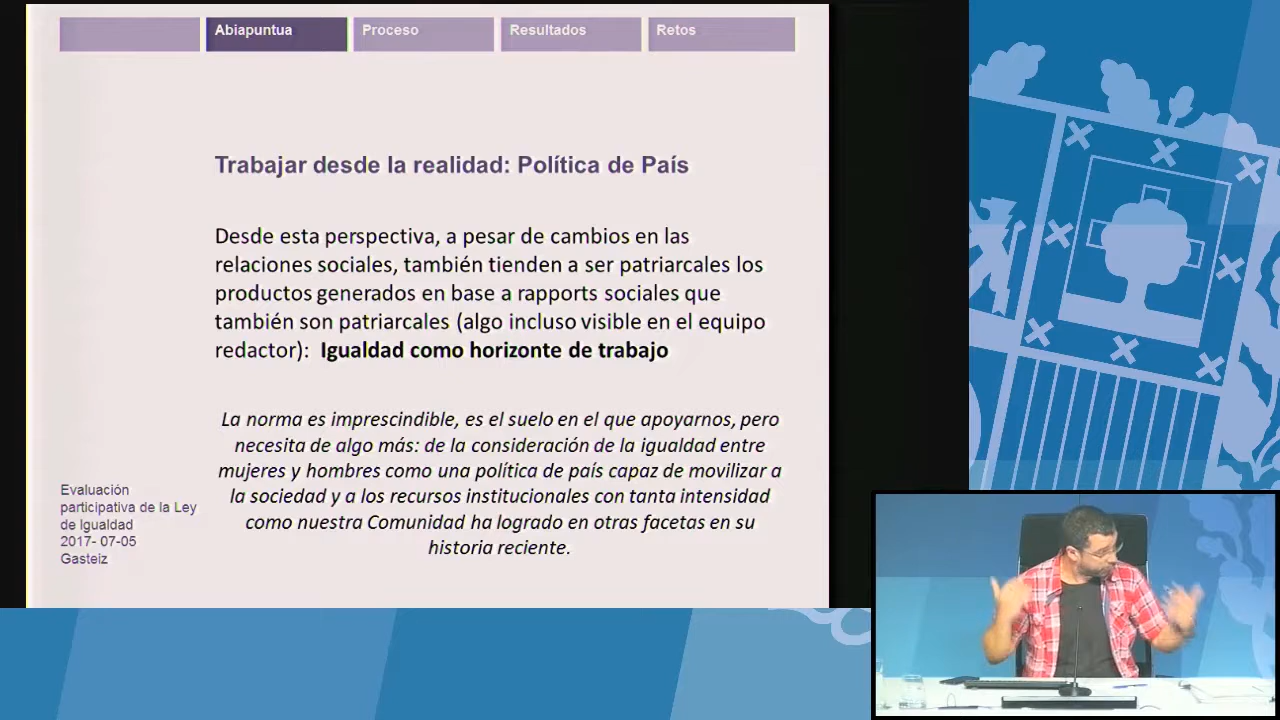 Abiapuntua
Proceso
Resultados
Retos
Trabajar desde la realidad: Política de País
Desde esta perspectiva, a pesar de cambios en las
relaciones sociales, también tienden a ser patriarcales los
productos generados en base a rapports sociales que
también son patriarcales (algo incluso visible en el equipo
redactor): Igualdad como horizonte de trabajo
La norma es imprescindible, es el suelo en el que apoyarnos, pero
necesita de algo más: de la consideración de la igualdad entre
mujeres y hombres como una política de país capaz de movilizar a
la sociedad y a los recursos institucionales con tanta intensidad
como nuestra Comunidad ha logrado en otras facetas en su
historia reciente.
Evaluación
participativa de la Ley
de Igualdad
2017- 07-05
Gasteiz